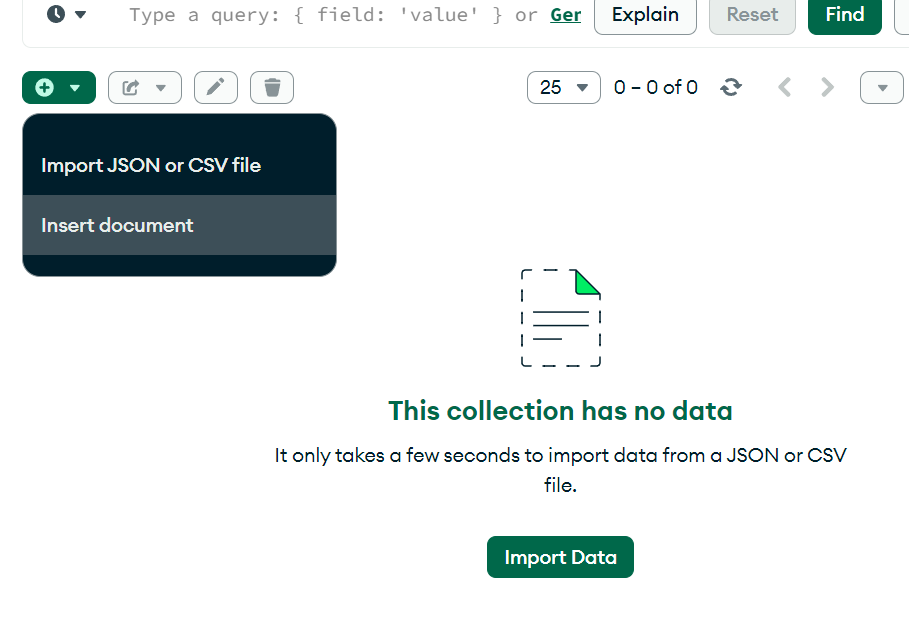 Type a query: { field: 'value' } or Ger
Explain
Reset
Find
25
0 – 0 of 0
Import JSON or CSV file
Insert document
This collection has no data
It only takes a few seconds to import data from a JSON or CSV
file.
Import Data